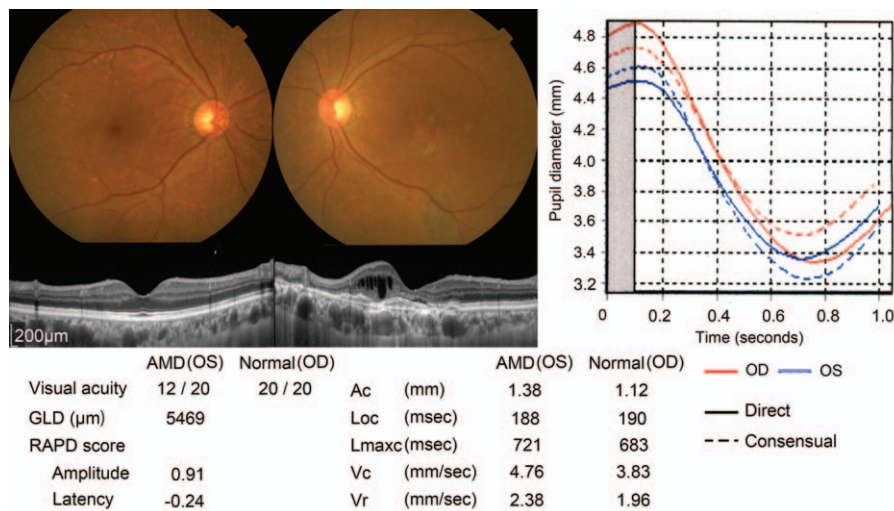 200µm
Pupil diameter (mm)
4.8
4.6
4.4
4.2
4.0
3.8
3.6
3.4
3.2
0 0.2 0.4 0.6 0.8 1.0
Time (seconds)
OD OS
Direct
Consensual
AMD(OS) Normal(OD)
Visual acuity 12 / 20 20 / 20
GLD (µm) 5469
RAPD score
Amplitude 0.91
Latency -0.24
AMD(OS) Normal(OD)
Ac (mm) 1.38 1.12
Loc (msec) 188 190
Lmaxc(msec) 721 683
Vc (mm/sec) 4.76 3.83
Vr (mm/sec) 2.38 1.96